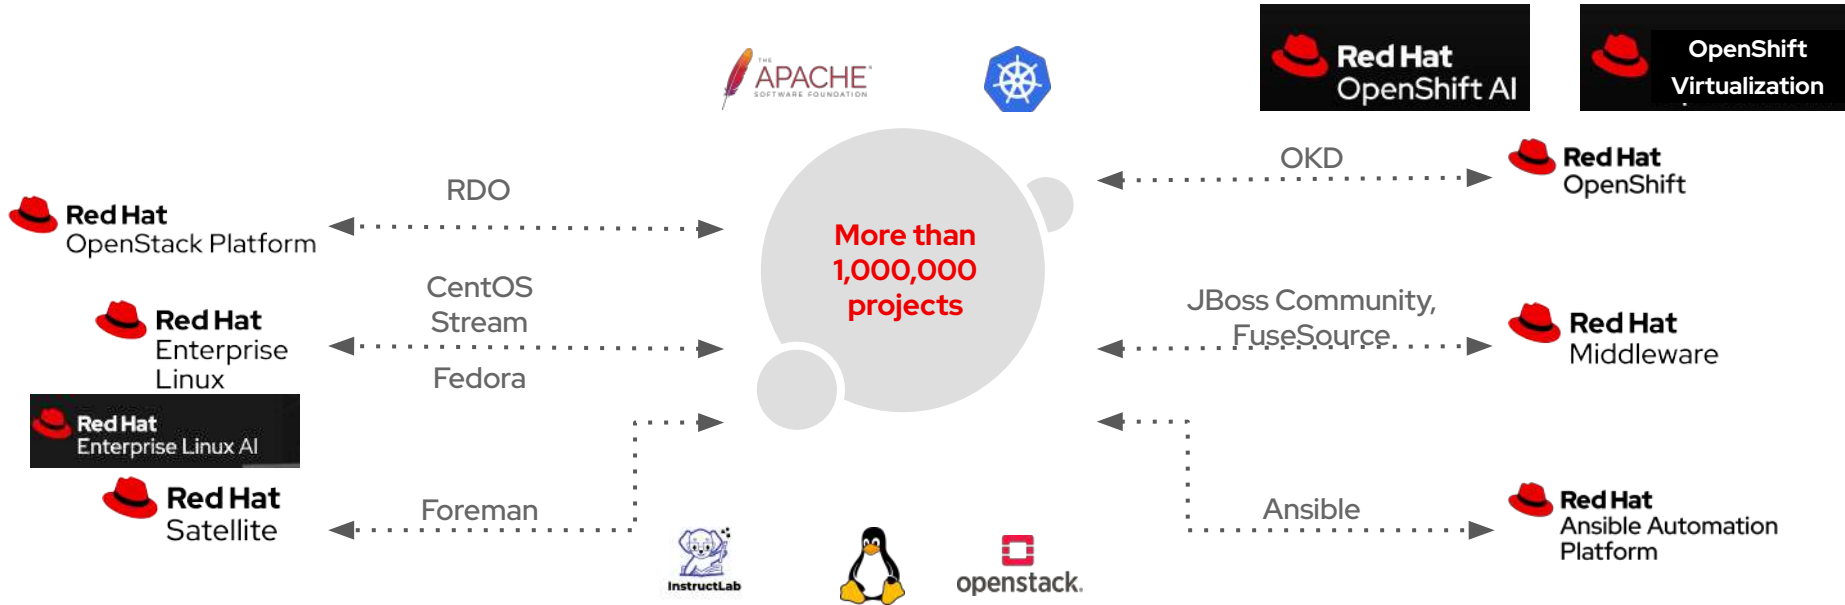 THE
APACHE
SOFTWARE FOUNDATION
Red Hat
OpenShift AI
OpenShift
Virtualization
RDO
Red Hat
OpenStack Platform
CentOS
Stream
Fedora
Red Hat
Enterprise
Linux
Red Hat
Enterprise Linux AI
Foreman
Red Hat
Satellite
More than
1,000,000
projects
InstructLab
openstack.
OKD
Red Hat
OpenShift
JBoss Community,
FuseSource
Red Hat
Middleware
Ansible
Red Hat
Ansible Automation
Platform